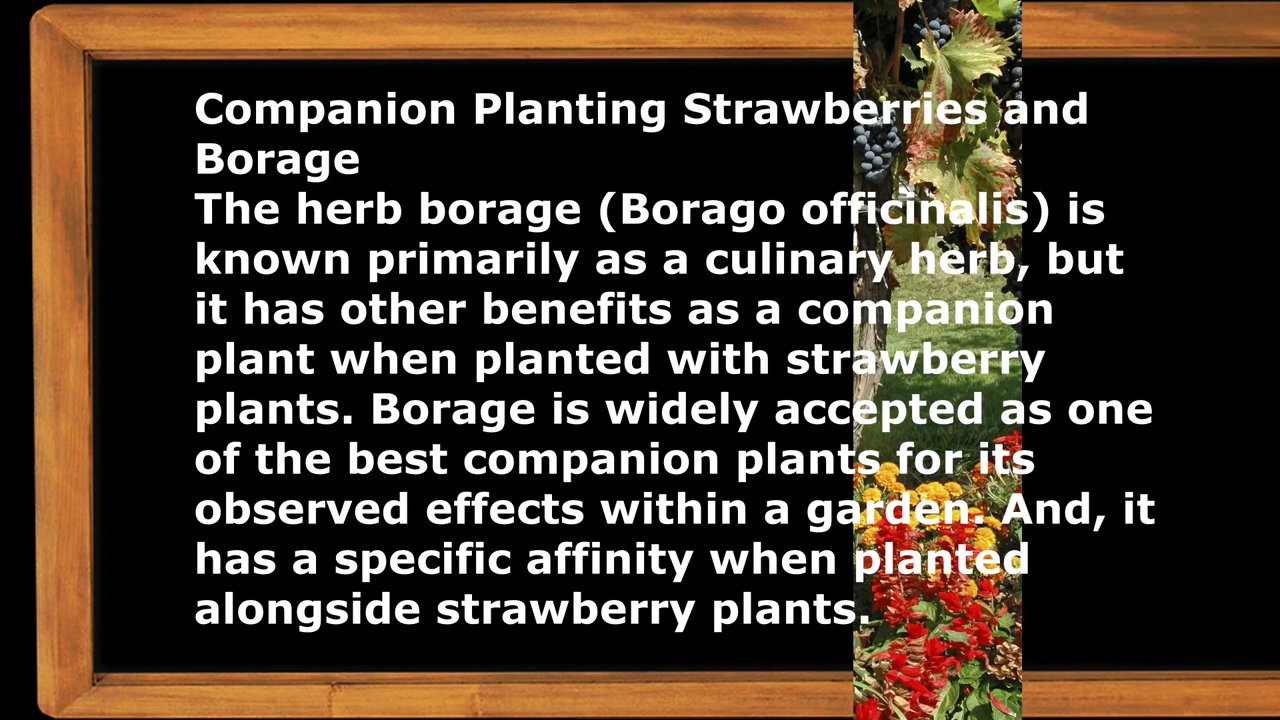 Companion Planting Strawberries and
Borage
The herb borage (Borago officinalis) is
known primarily as a culinary herb, but
it has other benefits as a companion
plant when planted with strawberry
plants. Borage is widely accepted as one
of the best companion plants for its
observed effects within a garden. And, it
has a specific affinity when planted
alongside strawberry plants.